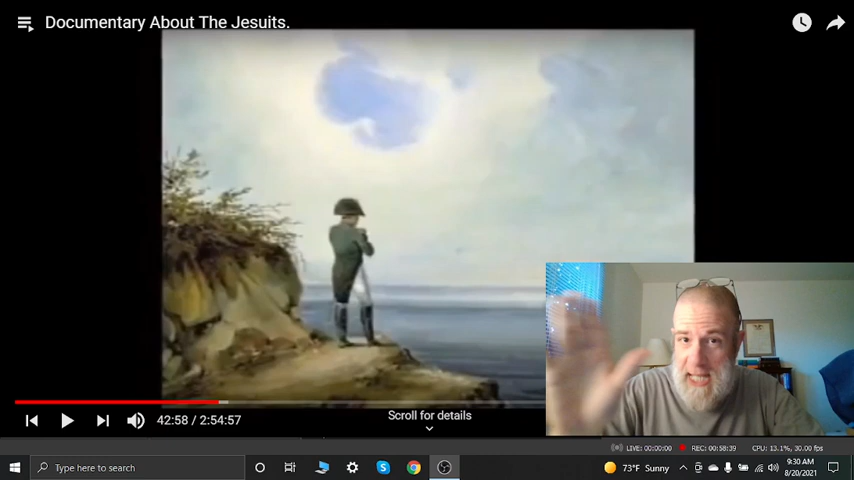 Documentary About The Jesuits.
42:58 / 2:54:57
Scroll for details
LIVE: 00:00:00
REC: 00:58:39
CPU: 13.1%, 30.00 fps
Type here to search
73°F Sunny
9:30 AM
8/20/2021